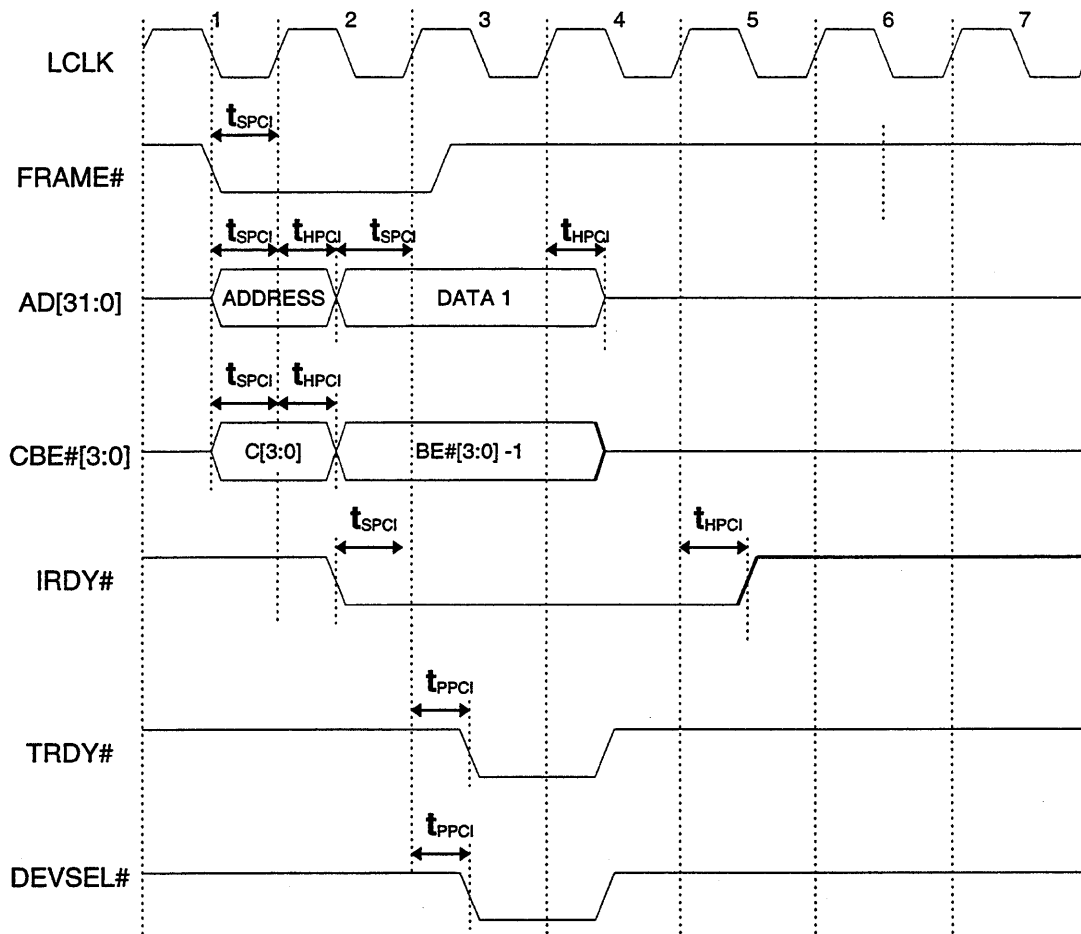 1 2 3 4 5 6 7
LCLK
tSPCI
FRAME#
tSPCI tHPCI tSPCI tHPCI
AD[31:0] ADDRESS DATA 1
tSPCI tHPCI
CBE#[3:0] C[3:0] BE#[3:0] -1
tSPCI tHPCI
IRDY#
tPPCI
TRDY#
tPPCI
DEVSEL#